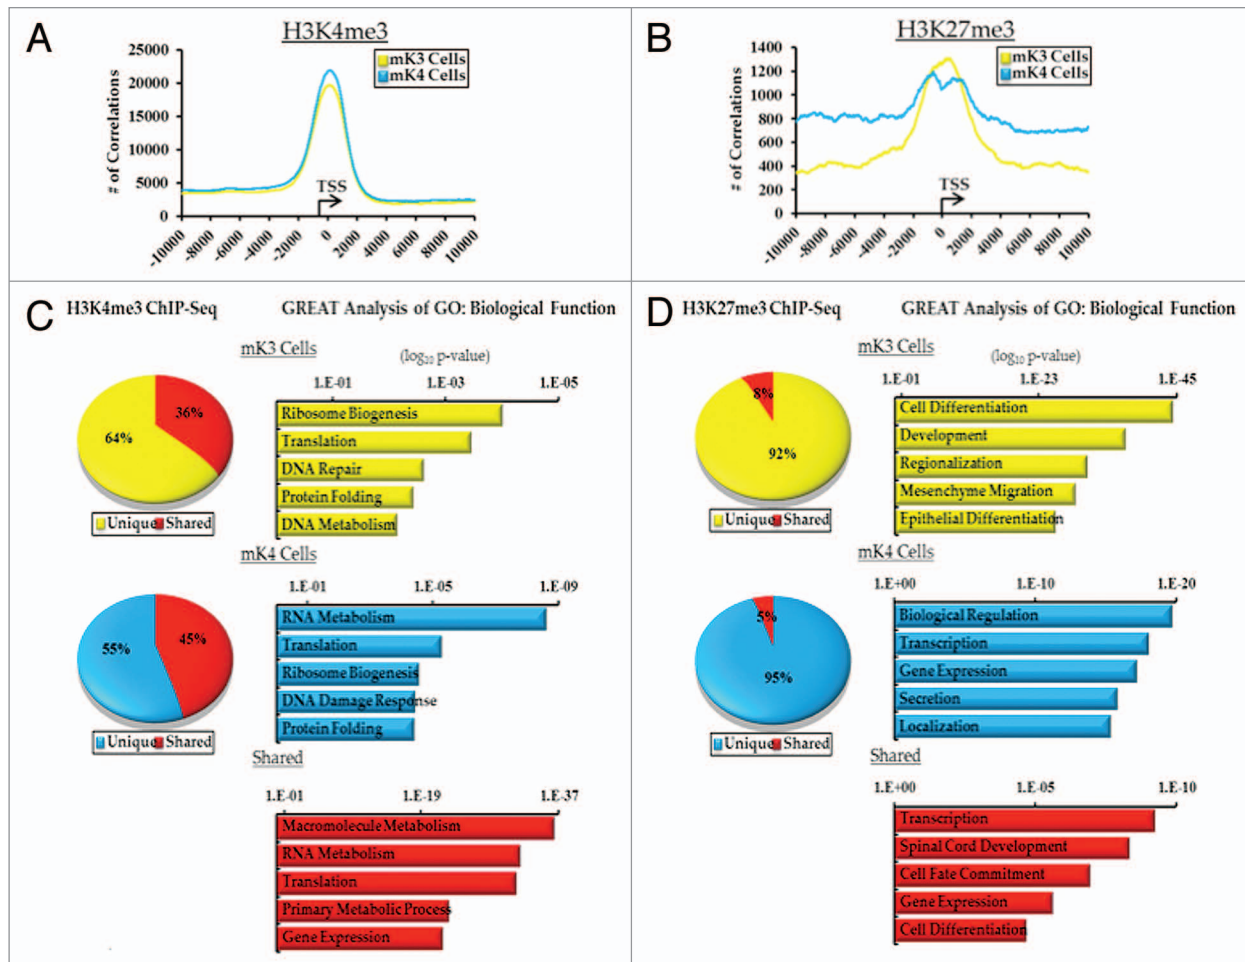 A
H3K4me3
mK3 Cells
mK4 Cells
# of Correlations
25000
20000
15000
10000
5000
0
TSS
-10000
-8000
-6000
-4000
-2000
0
2000
4000
6000
8000
10000
B
H3K27me3
mK3 Cells
mK4 Cells
# of Correlations
1400
1200
1000
800
600
400
200
0
TSS
-10000
-8000
-6000
-4000
-2000
0
2000
4000
6000
8000
10000
C
H3K4me3 ChIP-Seq
GREAT Analysis of GO: Biological Function
mK3 Cells
(log10 p-value)
1.E-01 1.E-03 1.E-05
36%
64%
Unique Shared
Ribosome Biogenesis
Translation
DNA Repair
Protein Folding
DNA Metabolism
mK4 Cells
1.E-01 1.E-05 1.E-09
55%
45%
Unique Shared
RNA Metabolism
Translation
Ribosome Biogenesis
DNA Damage Response
Protein Folding
Shared
1.E-01 1.E-19 1.E-37
Macromolecule Metabolism
RNA Metabolism
Translation
Primary Metabolic Process
Gene Expression
D
H3K27me3 ChIP-Seq
GREAT Analysis of GO: Biological Function
mK3 Cells
(log10 p-value)
1.E-01 1.E-23 1.E-45
8%
92%
Unique Shared
Cell Differentiation
Development
Regionalization
Mesenchyme Migration
Epithelial Differentiation
mK4 Cells
1.E+00 1.E-10 1.E-20
5%
95%
Unique Shared
Biological Regulation
Transcription
Gene Expression
Secretion
Localization
Shared
1.E+00 1.E-05 1.E-10
Transcription
Spinal Cord Development
Cell Fate Commitment
Gene Expression
Cell Differentiation